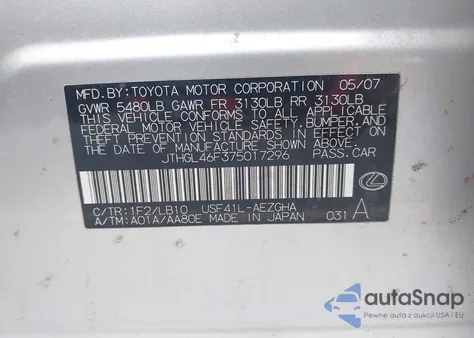 MFD. BY: TOYOTA MOTOR CORPORATION 05/07
GVWR 5480LB GAWR FR 3130LB RR 3130LB
THIS VEHICLE CONFORMS TO ALL APPLICABLE
FEDERAL MOTOR VEHICLE SAFETY, BUMPER, AND
THEFT PREVENTION STANDARDS IN EFFECT ON
THE DATE OF MANUFACTURE SHOWN ABOVE.
JTHGL46F375017296 PASS.CAR
C/TR: 1F2/LB10 USF41L-AEZGHA
A/TM: A01A/AA80E MADE IN JAPAN 031 A
autoSnap
Pewne auta z aukcji USA i EU